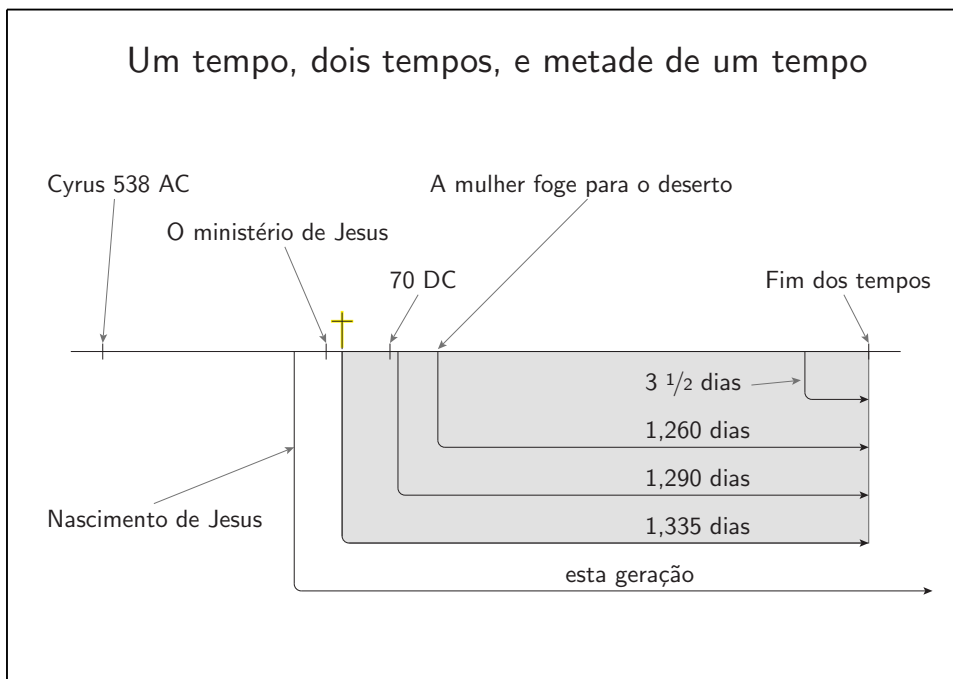 Um tempo, dois tempos, e metade de um tempo
Cyrus 538 AC
A mulher foge para o deserto
O ministério de Jesus
70 DC
Fim dos tempos
3 1/2 dias
1,260 dias
1,290 dias
Nascimento de Jesus
1,335 dias
esta geração